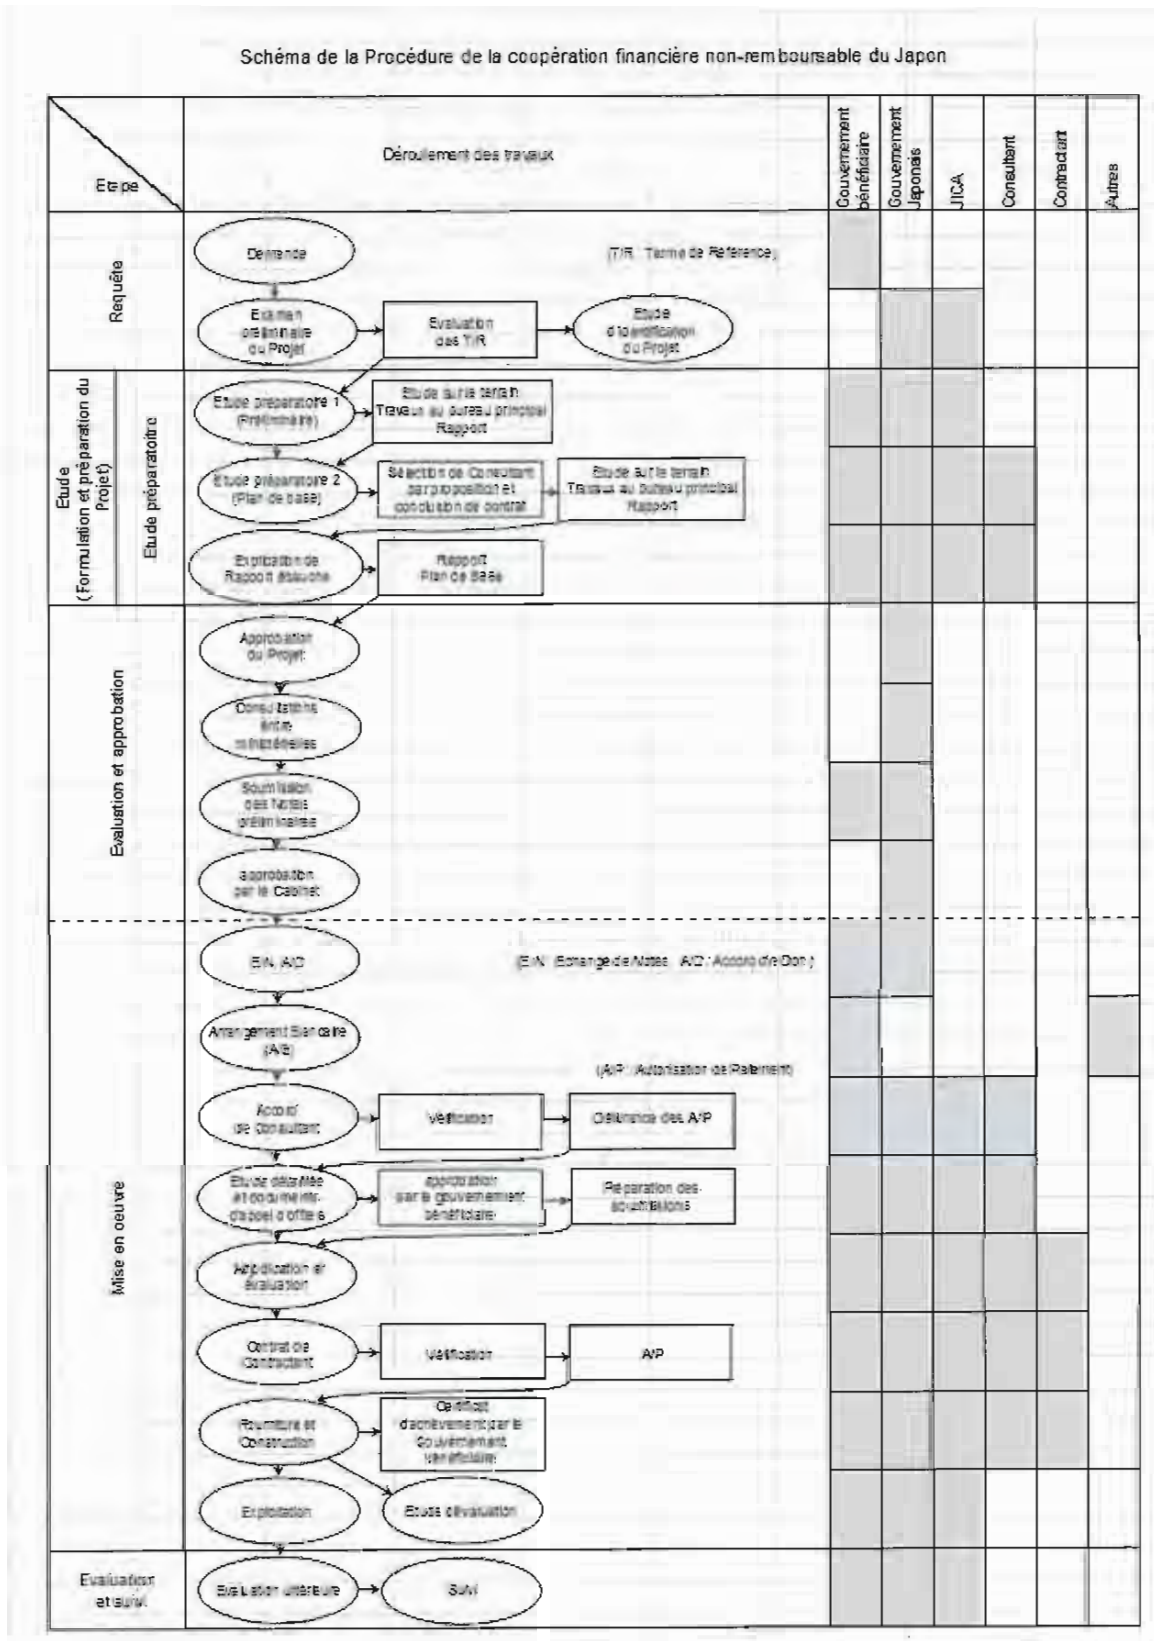 Schéma de la Procédure de la coopération financière non-remboursable du Japon
Etape
Déroulement des travaux
Gouvernement
bénéficiaire
Gouvernement
Japonais
JICA
Consultant
Contractant
Autres
Requête
Demande
(T/R : Terme de Référence)
Examen
préliminaire
du Projet
Evaluation
des T/R
Etude
d'identification
du Projet
Etude
(Formulation et préparation du
Projet)
Etude préparatoitre
Etude préparatoire 1
(Préliminaire)
Etude sur le terrain
Travaux au bureau principal
Rapport
Etude préparatoire 2
(Plan de base)
Sélection de Consultant
par proposition et
conclusion de contrat
Etude sur le terrain
Travaux au bureau principal
Rapport
Explication de
Rapport ébauche
Rapport
Plan de Base
Evaluation et approbation
Approbation
du Projet
Consultations
entre
ministérielles
Soumission
des Notes
préliminaires
approbation
par le Cabinet
Mise en oeuvre
E/N, A/D
(E/N : Echange de Notes, A/D : Accord de Don)
Arrangement Bancaire
(A/B)
(A/P : Autorisation de Paiement)
Accord
de Consultant
Vérification
Délivrance des A/P
Etude détaillée
et documents
d'appel d'offres
approbation
par le gouvernement
bénéficiaire
Préparation des
soumissions
Adjudication et
évaluation
Contrat de
Contractant
Vérification
A/P
Fourniture et
Construction
Certificat
d'achèvement par le
Gouvernement
bénéficiaire
Exploitation
Etude d'évaluation
Evaluation
et suivi
Evaluation ultérieure
Suivi